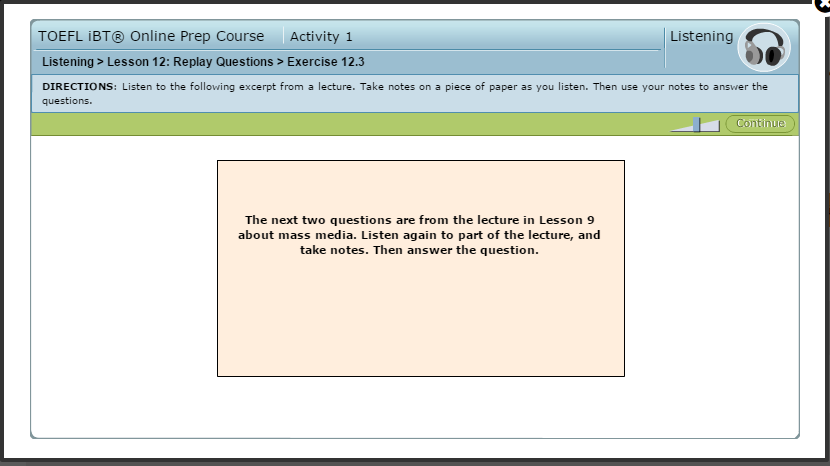 TOEFL iBT® Online Prep Course Activity 1 Listening
Listening > Lesson 12: Replay Questions > Exercise 12.3
DIRECTIONS: Listen to the following excerpt from a lecture. Take notes on a piece of paper as you listen. Then use your notes to answer the
questions.
Continue
The next two questions are from the lecture in Lesson 9
about mass media. Listen again to part of the lecture, and
take notes. Then answer the question.